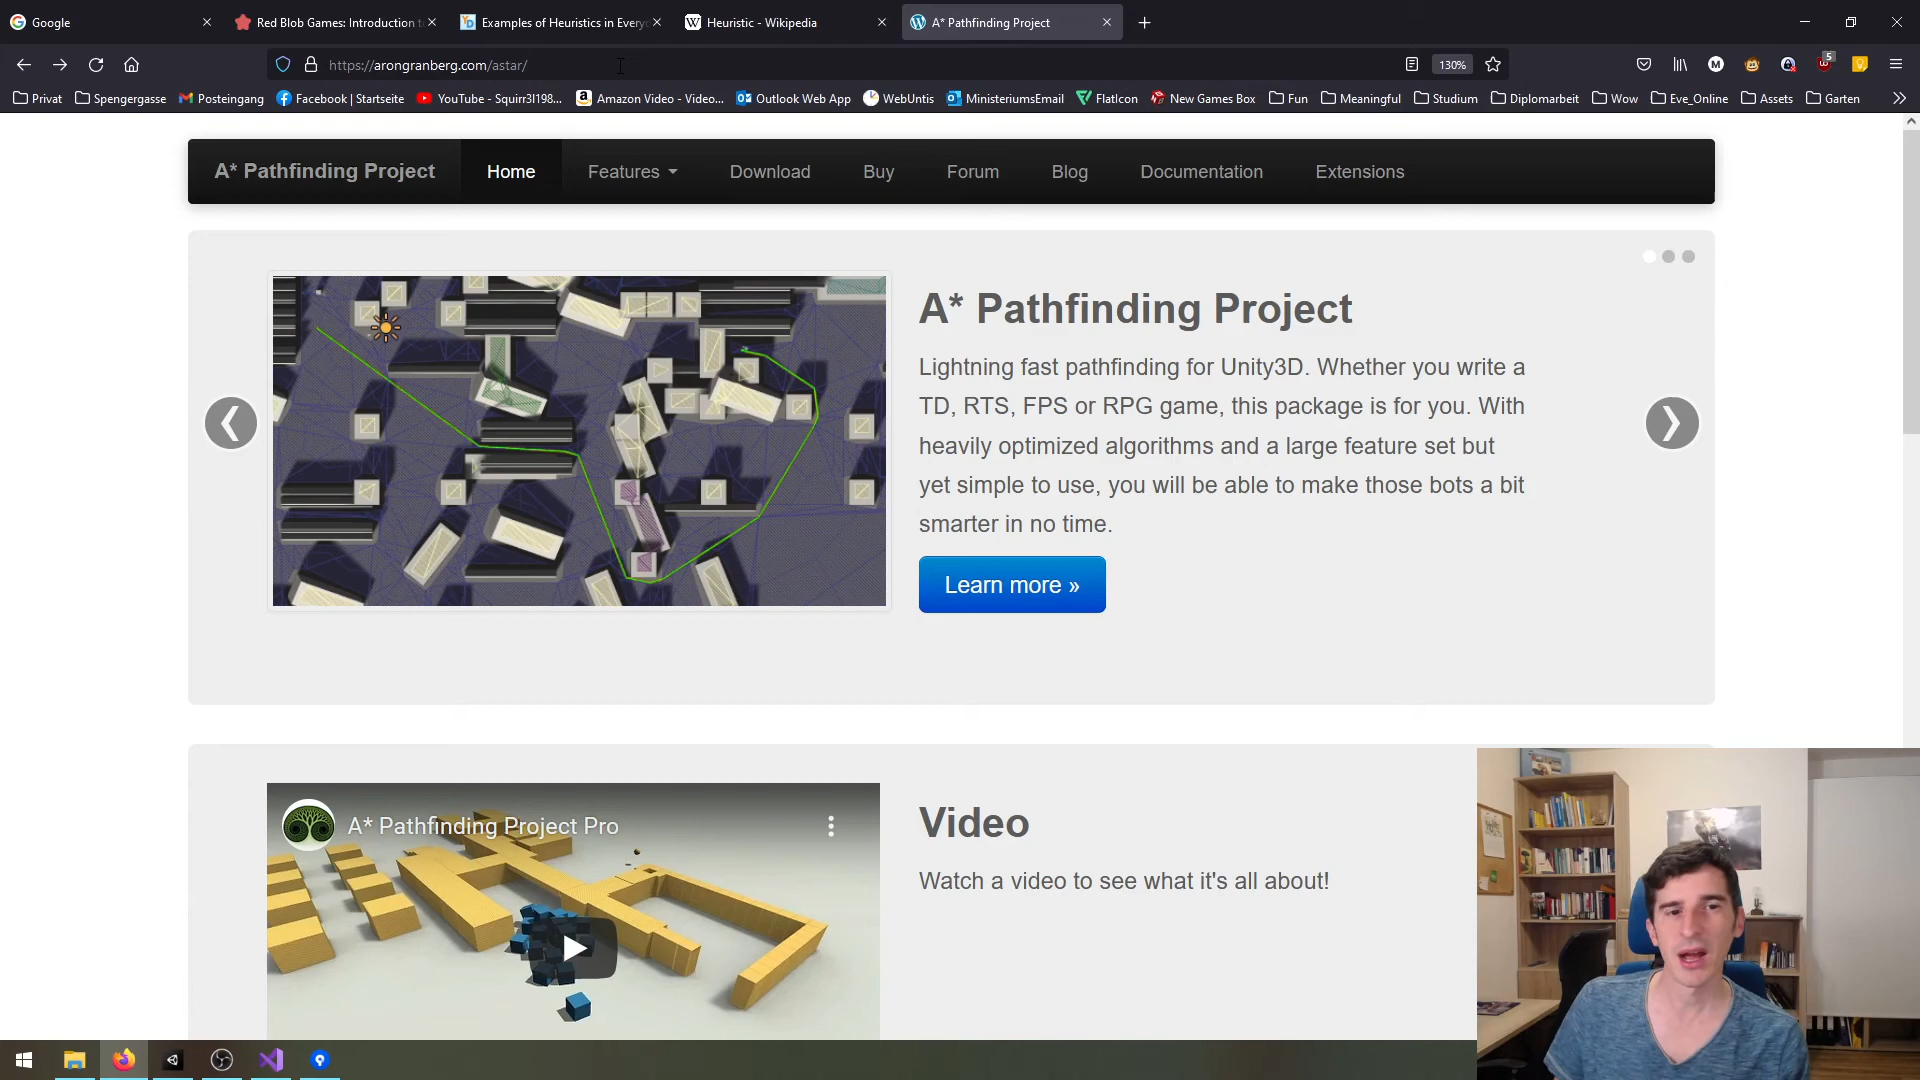 Google
Red Blob Games: Introduction t
Examples of Heuristics in Every
Heuristic - Wikipedia
A* Pathfinding Project
https://arongranberg.com/astar/
130%
5
Privat
Spengergasse
Posteingang
Facebook | Startseite
YouTube - Squirr3l198...
Amazon Video - Video...
Outlook Web App
WebUntis
MinisteriumsEmail
FlatIcon
New Games Box
Fun
Meaningful
Studium
Diplomarbeit
Wow
Eve_Online
Assets
Garten
A* Pathfinding Project
Home
Features
Download
Buy
Forum
Blog
Documentation
Extensions
A* Pathfinding Project
Lightning fast pathfinding for Unity3D. Whether you write a
TD, RTS, FPS or RPG game, this package is for you. With
heavily optimized algorithms and a large feature set but
yet simple to use, you will be able to make those bots a bit
smarter in no time.
Learn more »
A* Pathfinding Project Pro
Video
Watch a video to see what it's all about!